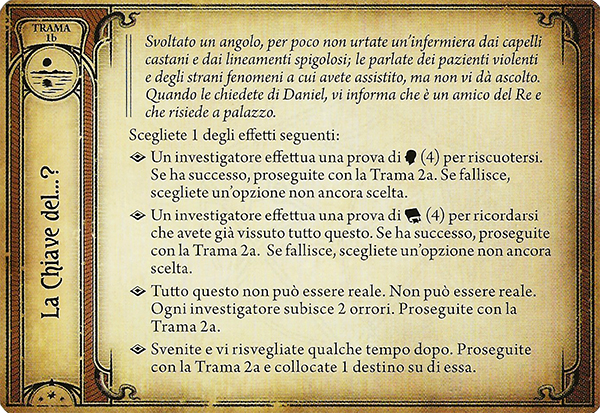 TRAMA
1b
La Chiave del...?
Svoltato un angolo, per poco non urtate un'infermiera dai capelli
castani e dai lineamenti spigolosi; le parlate dei pazienti violenti
e degli strani fenomeni a cui avete assistito, ma non vi dà ascolto.
Quando le chiedete di Daniel, vi informa che è un amico del Re e
che risiede a palazzo.
Scegliete 1 degli effetti seguenti:
Un investigatore effettua una prova di (4) per riscuotersi.
Se ha successo, proseguite con la Trama 2a. Se fallisce,
scegliete un'opzione non ancora scelta.
Un investigatore effettua una prova di (4) per ricordarsi
che avete già vissuto tutto questo. Se ha successo, proseguite
con la Trama 2a. Se fallisce, scegliete un'opzione non ancora
scelta.
Tutto questo non può essere reale. Non può essere reale.
Ogni investigatore subisce 2 orrori. Proseguite con la
Trama 2a.
Svenite e vi risvegliate qualche tempo dopo. Proseguite
con la Trama 2a e collocate 1 destino su di essa.